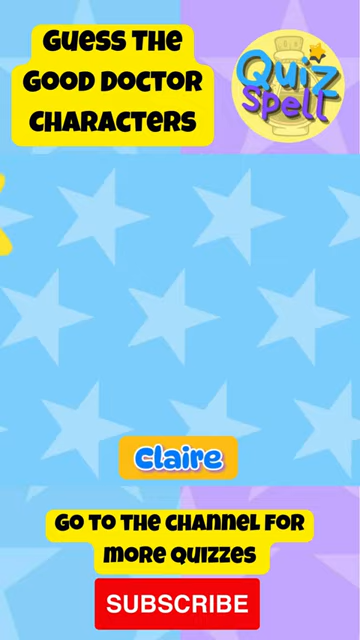 Guess the
Good Doctor
Characters
Quiz
Spell
Claire
Go to the channel for
more quizzes
SUBSCRIBE